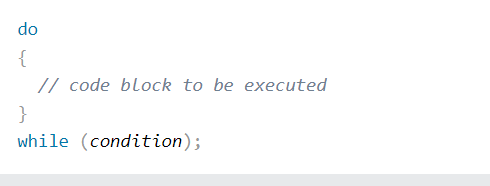 do
{
// code block to be executed
}
while (condition);